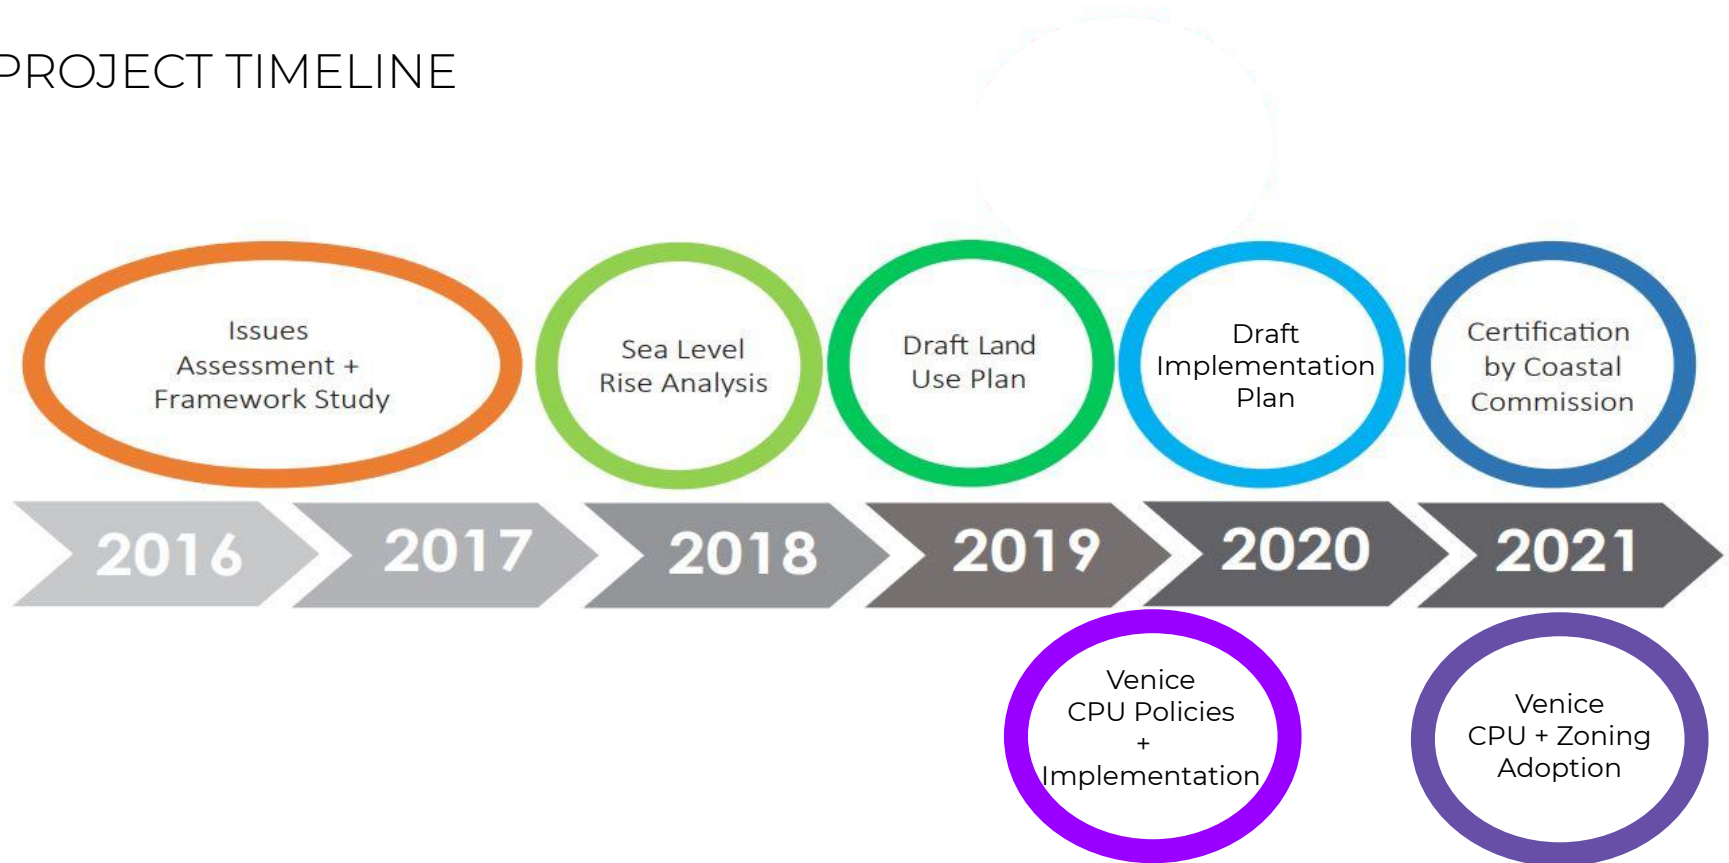 PROJECT TIMELINE
Issues
Assessment +
Framework Study
Sea Level
Rise Analysis
Draft Land
Use Plan
Draft
Implementation
Plan
Certification
by Coastal
Commission
2016
2017
2018
2019
2020
2021
Venice
CPU Policies
+
Implementation
Venice
CPU + Zoning
Adoption